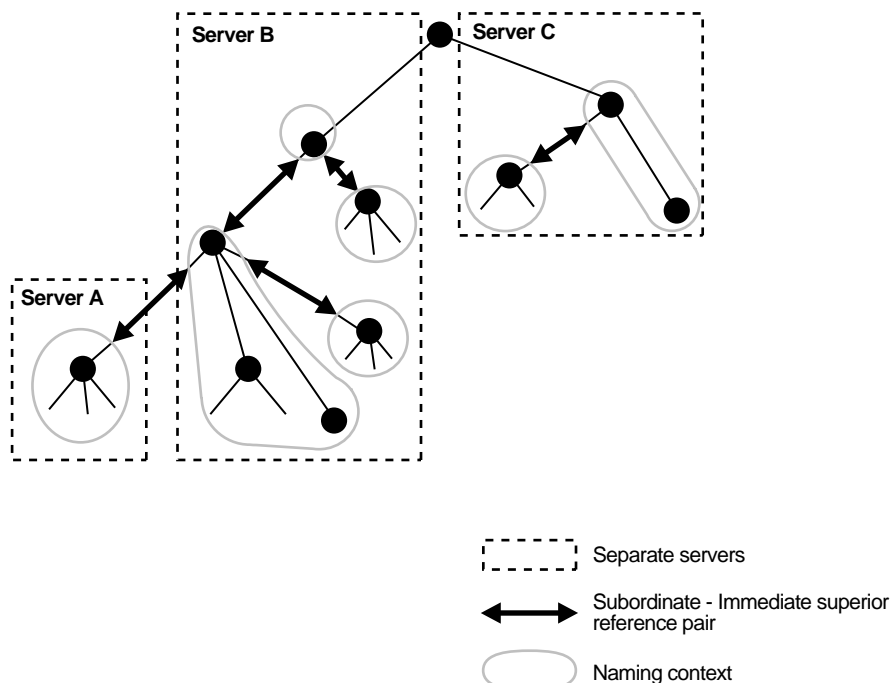 Server B
Server C
Server A
Separate servers
Subordinate - Immediate superior
reference pair
Naming context